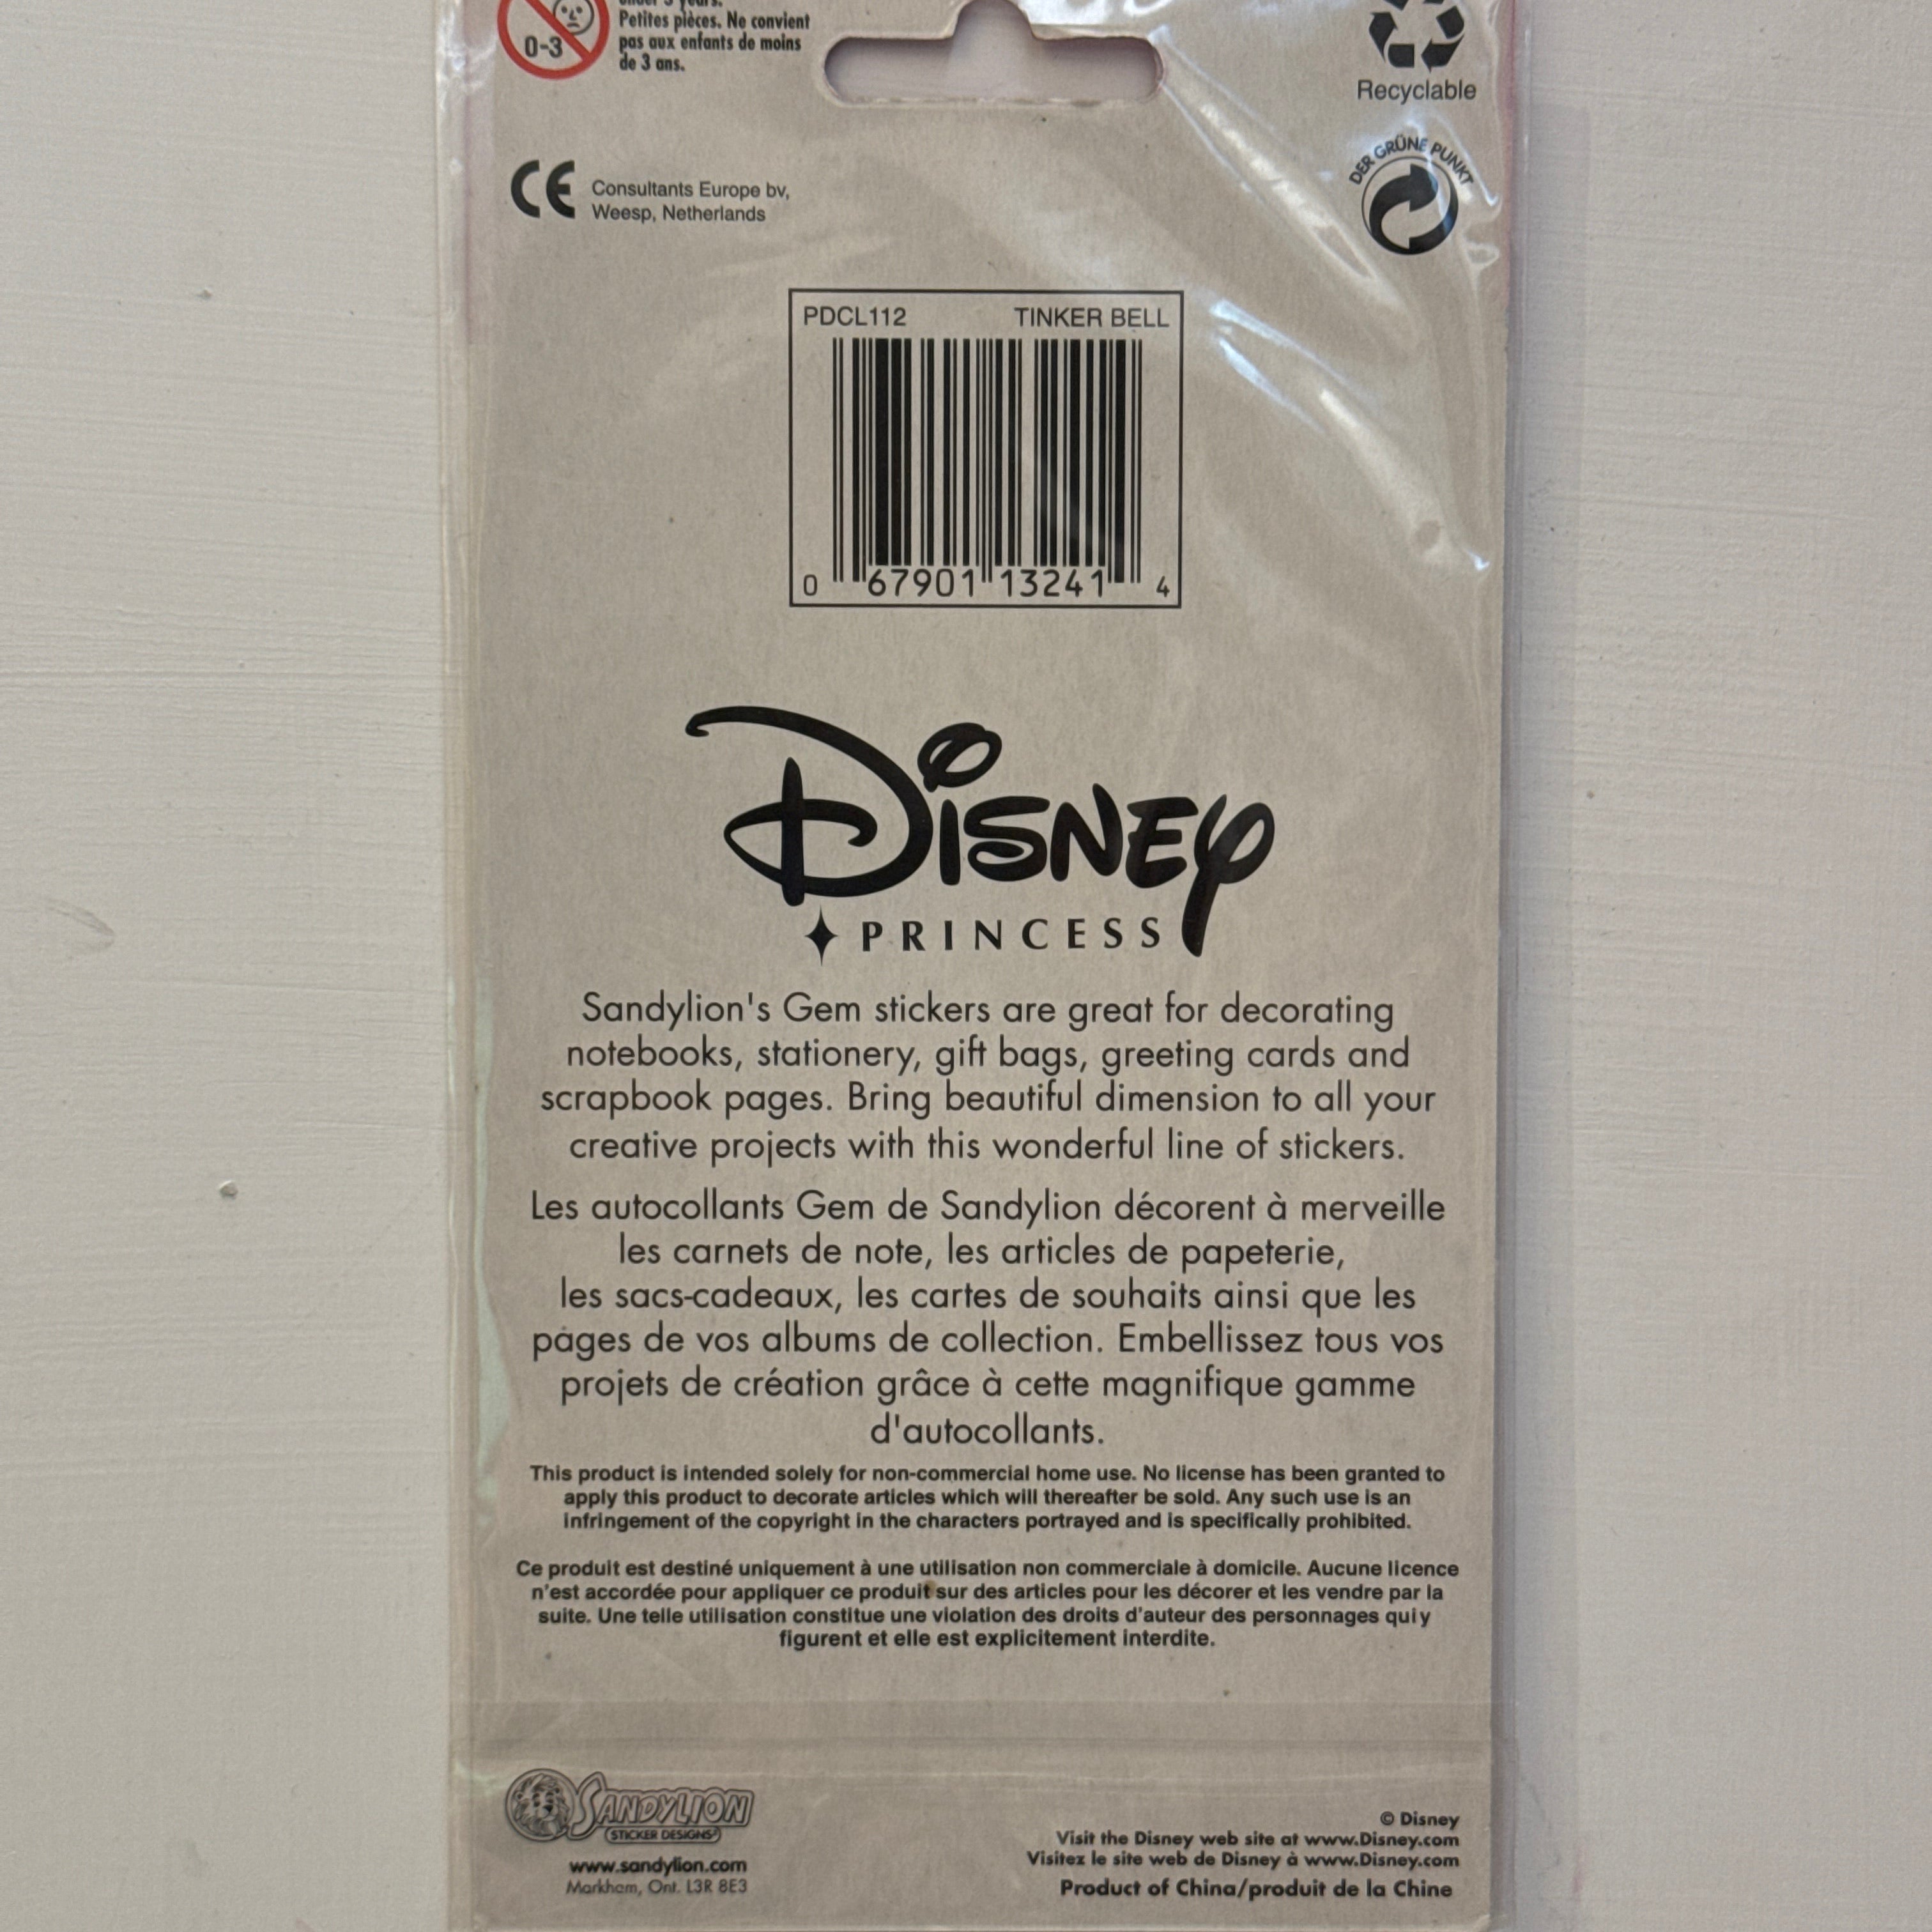 under 3 years.
Petites pièces. Ne convient
pas aux enfants de moins
de 3 ans.
0-3
Recyclable
DER GRÜNE PUNKT
CE
Consultants Europe bv,
Weesp, Netherlands
PDCL112 TINKER BELL
0 67901 13241 4
Disney
PRINCESS
Sandylion's Gem stickers are great for decorating
notebooks, stationery, gift bags, greeting cards and
scrapbook pages. Bring beautiful dimension to all your
creative projects with this wonderful line of stickers.
Les autocollants Gem de Sandylion décorent à merveille
les carnets de note, les articles de papeterie,
les sacs-cadeaux, les cartes de souhaits ainsi que les
pages de vos albums de collection. Embellissez tous vos
projets de création grâce à cette magnifique gamme
d'autocollants.
This product is intended solely for non-commercial home use. No license has been granted to
apply this product to decorate articles which will thereafter be sold. Any such use is an
infringement of the copyright in the characters portrayed and is specifically prohibited.
Ce produit est destiné uniquement à une utilisation non commerciale à domicile. Aucune licence
n'est accordée pour appliquer ce produit sur des articles pour les décorer et les vendre par la
suite. Une telle utilisation constitue une violation des droits d'auteur des personnages qui y
figurent et elle est explicitement interdite.
SANDYLION
STICKER DESIGNS
www.sandylion.com
Markham, Ont. L3R 8E3
© Disney
Visit the Disney web site at www.Disney.com
Visitez le site web de Disney à www.Disney.com
Product of China/produit de la Chine